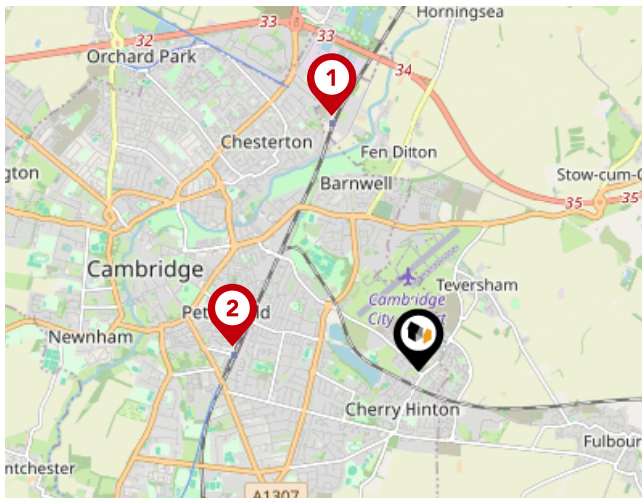 Horningsea
33
33
32
Orchard Park
34
1
Chesterton
Fen Ditton
Barnwell
Stow-cum-
35
35
Cambridge
Teversham
Cambridge
City
2
Newnham
Cherry Hinton
Fulbour
ntchester
A1307